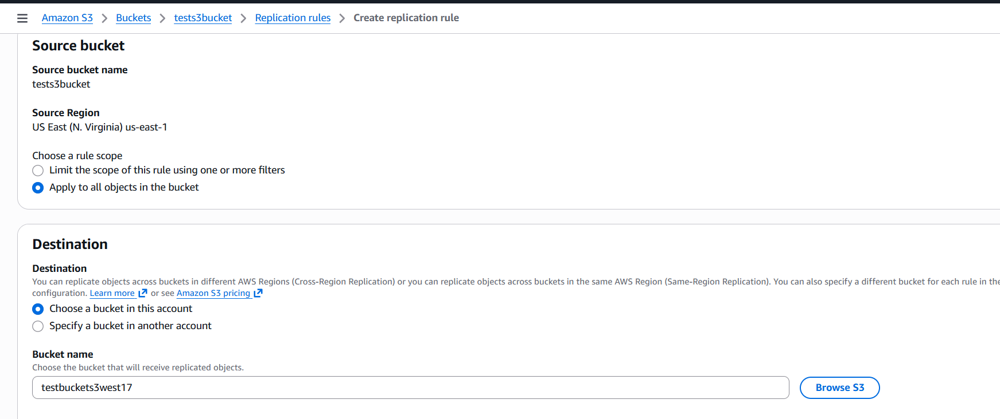 Amazon S3 > Buckets > tests3bucket > Replication rules > Create replication rule
Source bucket
Source bucket name
tests3bucket
Source Region
US East (N. Virginia) us-east-1
Choose a rule scope
Limit the scope of this rule using one or more filters
Apply to all objects in the bucket
Destination
Destination
You can replicate objects across buckets in different AWS Regions (Cross-Region Replication) or you can replicate objects across buckets in the same AWS Region (Same-Region Replication). You can also specify a different bucket for each rule in the
configuration. Learn more or see Amazon S3 pricing
Choose a bucket in this account
Specify a bucket in another account
Bucket name
Choose the bucket that will receive replicated objects.
testbuckets3west17
Browse S3